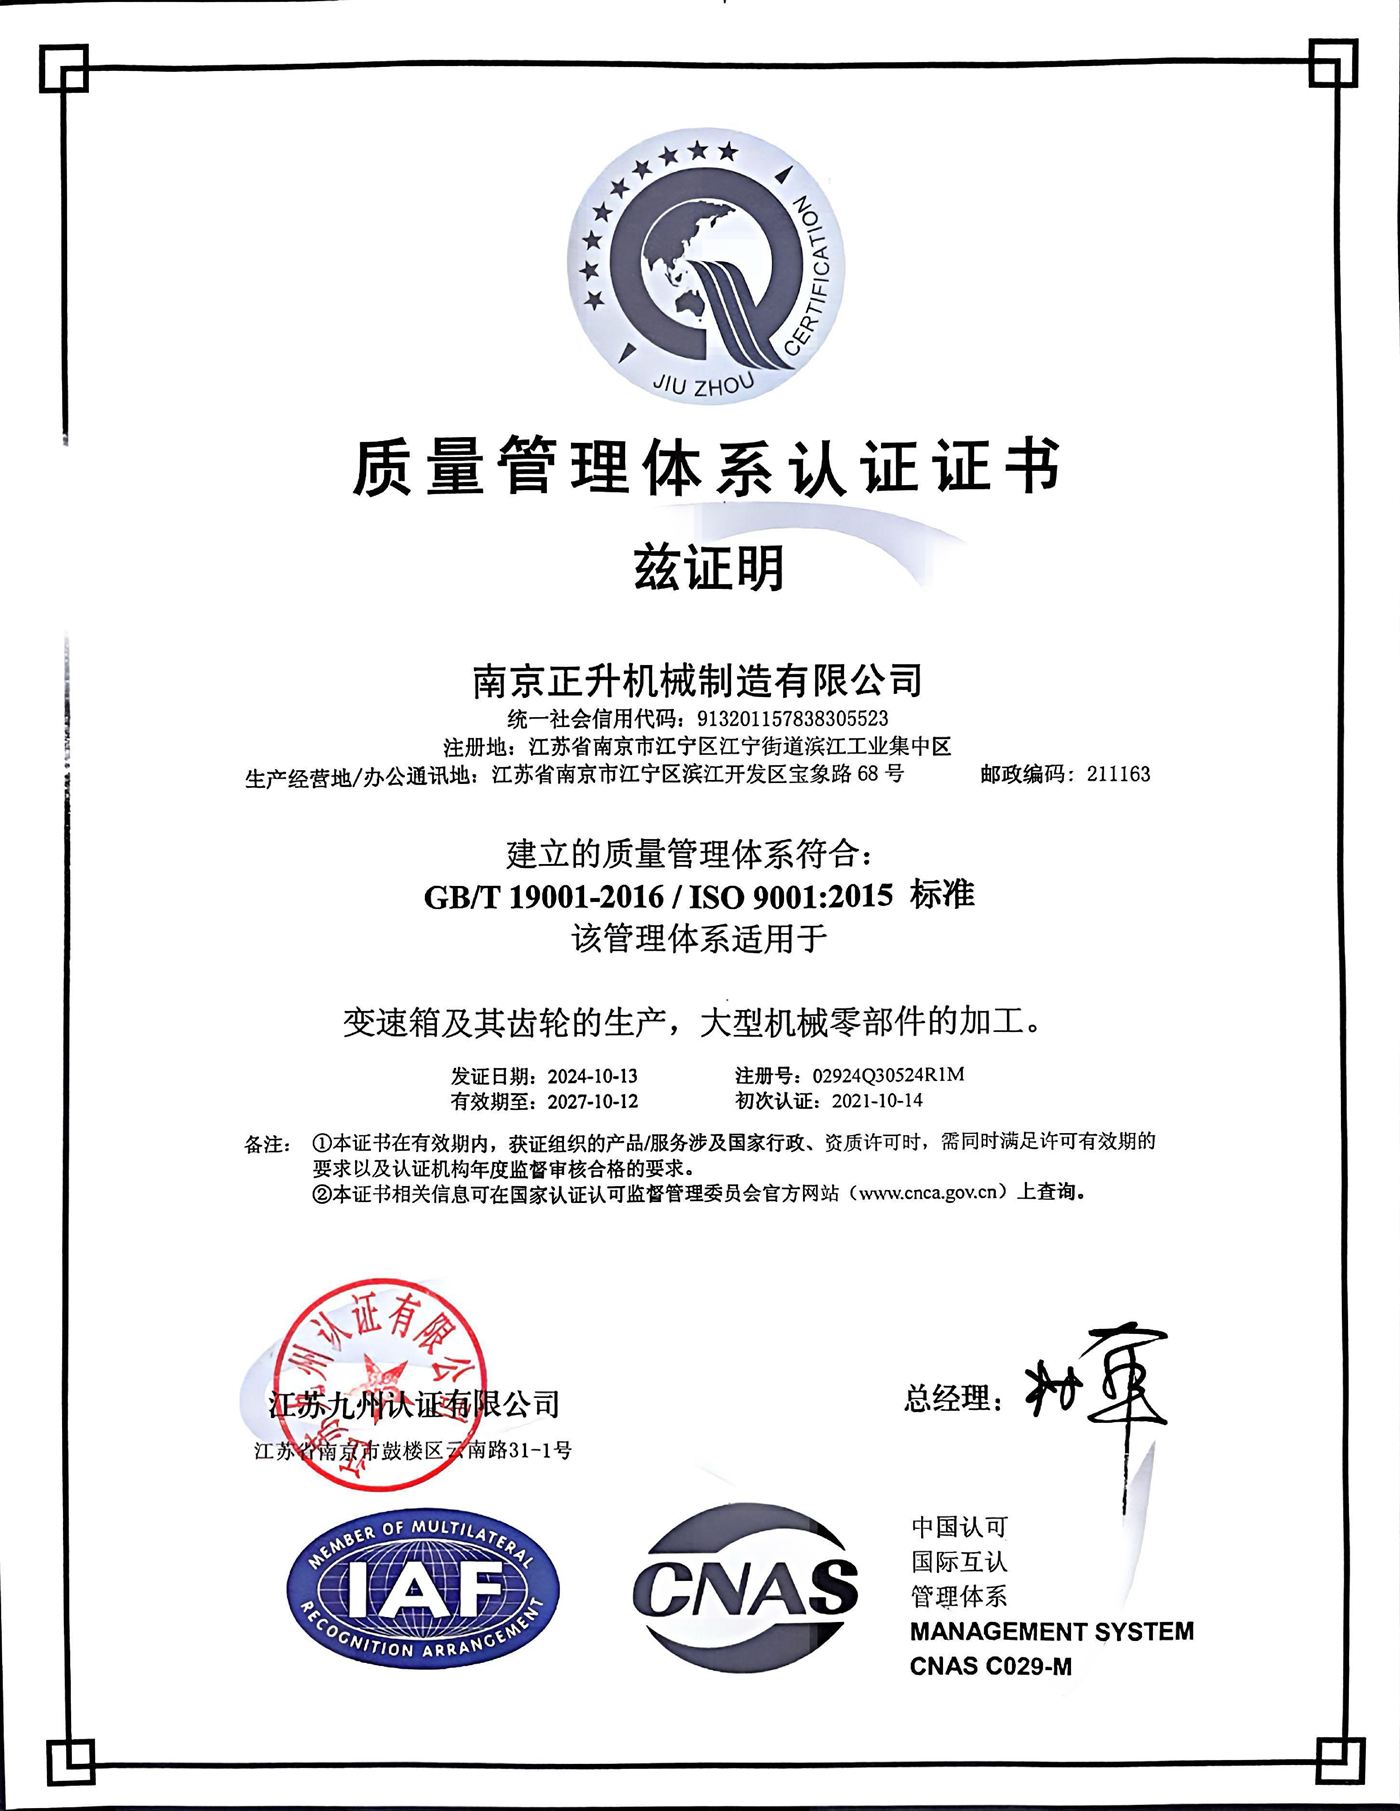 JIU ZHOU CERTIFICATION
质量管理体系认证证书
兹证明
南京正升机械制造有限公司
统一社会信用代码：913201157838305523
注册地：江苏省南京市江宁区江宁街道滨江工业集中区
生产经营地/办公通讯地：江苏省南京市江宁区滨江开发区宝象路 68 号 邮政编码：211163
建立的质量管理体系符合：
GB/T 19001-2016 / ISO 9001:2015 标准
该管理体系适用于
变速箱及其齿轮的生产，大型机械零部件的加工。
发证日期：2024-10-13 注册号：02924Q30524R1M
有效期至：2027-10-12 初次认证：2021-10-14
备注：①本证书在有效期内，获证组织的产品/服务涉及国家行政、资质许可时，需同时满足许可有效期的
要求以及认证机构年度监督审核合格的要求。
②本证书相关信息可在国家认证认可监督管理委员会官方网站（www.cnca.gov.cn）上查询。
江苏九州认证有限公司
江苏九州认证有限公司
江苏省南京市鼓楼区云南路31-1号
总经理：
MEMBER OF MULTILATERAL
IAF
RECOGNITION ARRANGEMENT
CNAS
中国认可
国际互认
管理体系
MANAGEMENT SYSTEM
CNAS C029-M